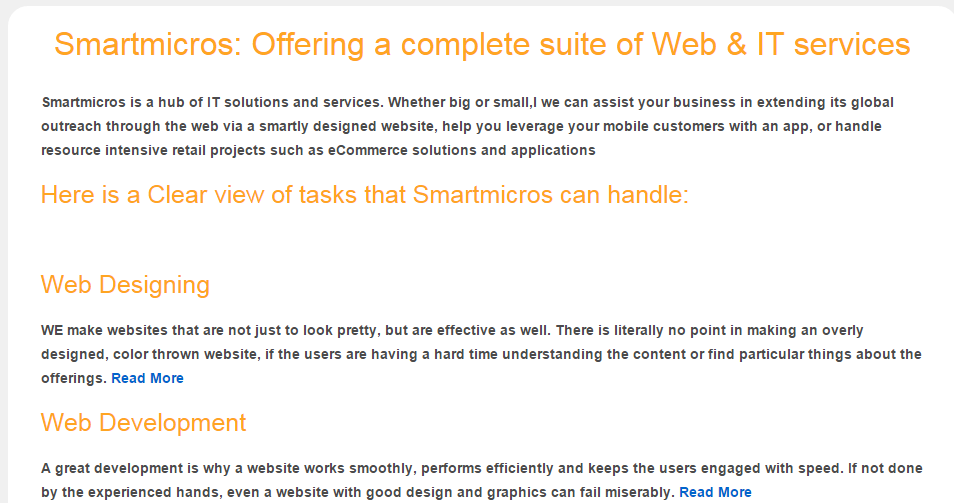 Smartmicros: Offering a complete suite of Web & IT services
Smartmicros is a hub of IT solutions and services. Whether big or small,I we can assist your business in extending its global
outreach through the web via a smartly designed website, help you leverage your mobile customers with an app, or handle
resource intensive retail projects such as eCommerce solutions and applications
Here is a Clear view of tasks that Smartmicros can handle:
Web Designing
WE make websites that are not just to look pretty, but are effective as well. There is literally no point in making an overly
designed, color thrown website, if the users are having a hard time understanding the content or find particular things about the
offerings. Read More
Web Development
A great development is why a website works smoothly, performs efficiently and keeps the users engaged with speed. If not done
by the experienced hands, even a website with good design and graphics can fail miserably. Read More